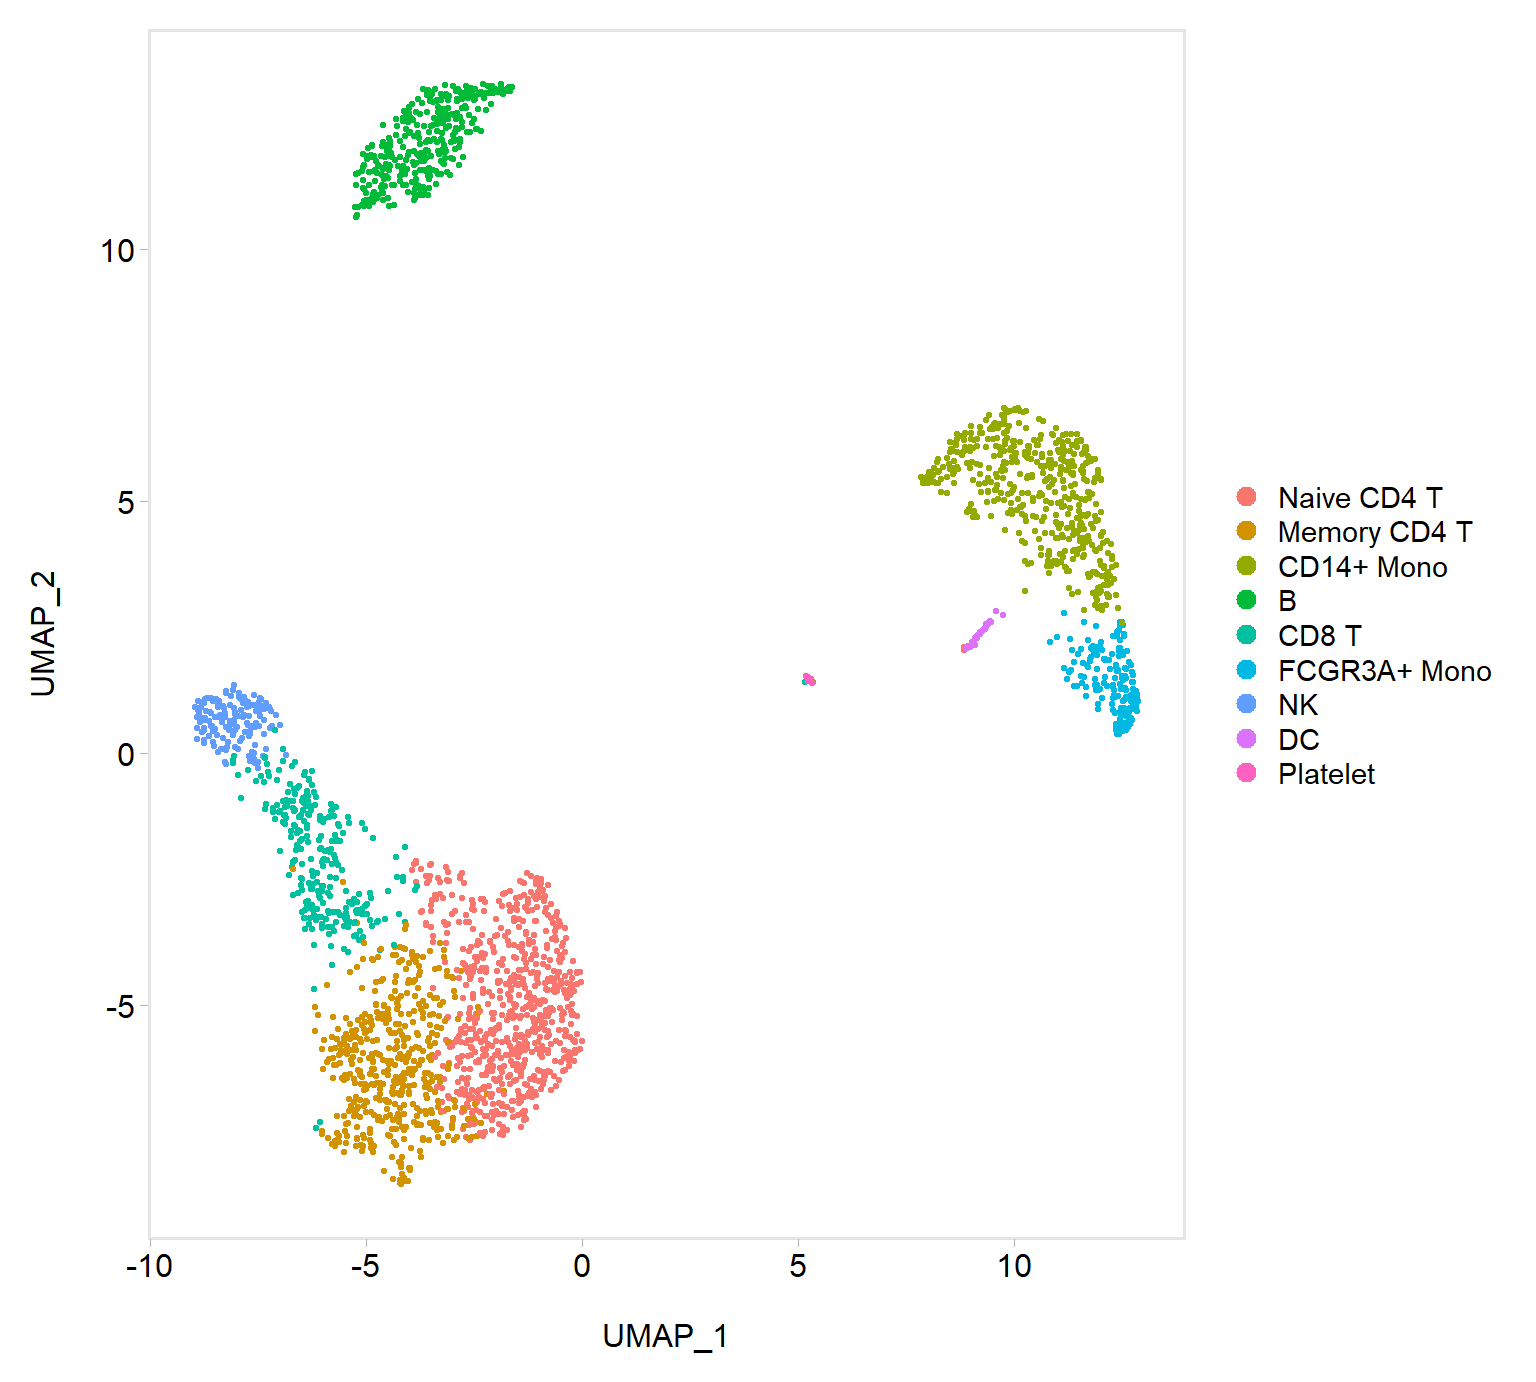 10
5
0
-5
UMAP_2
-10
-5
0
5
10
UMAP_1
Naive CD4 T
Memory CD4 T
CD14+ Mono
B
CD8 T
FCGR3A+ Mono
NK
DC
Platelet